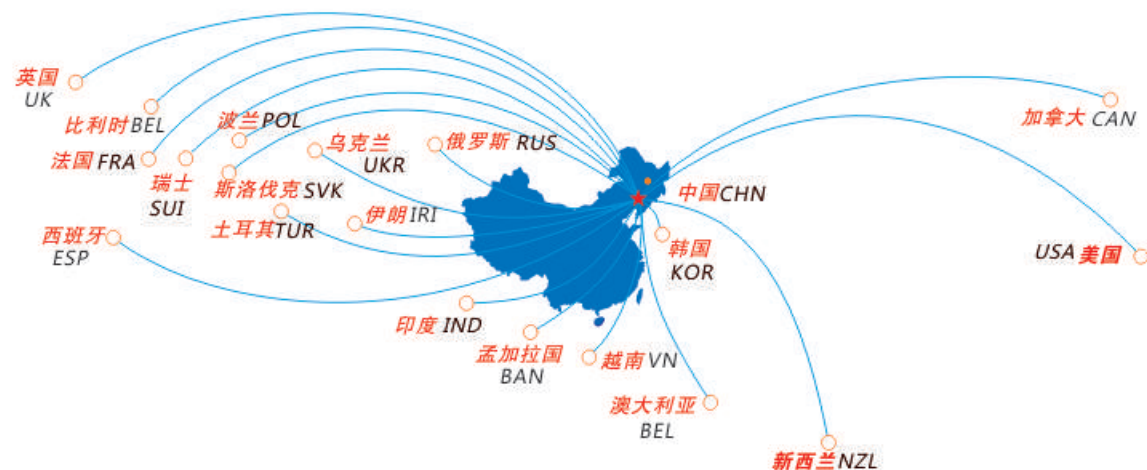 英国
UK
比利时BEL
法国 FRA
瑞士
SUI
波兰POL
斯洛伐克 SVK
乌克兰
UKR
俄罗斯 RUS
土耳其TUR
伊朗IRI
西班牙
ESP
印度 IND
孟加拉国
BAN
越南 VN
澳大利亚
BEL
新西兰NZL
韩国
KOR
中国CHN
加拿大 CAN
USA 美国